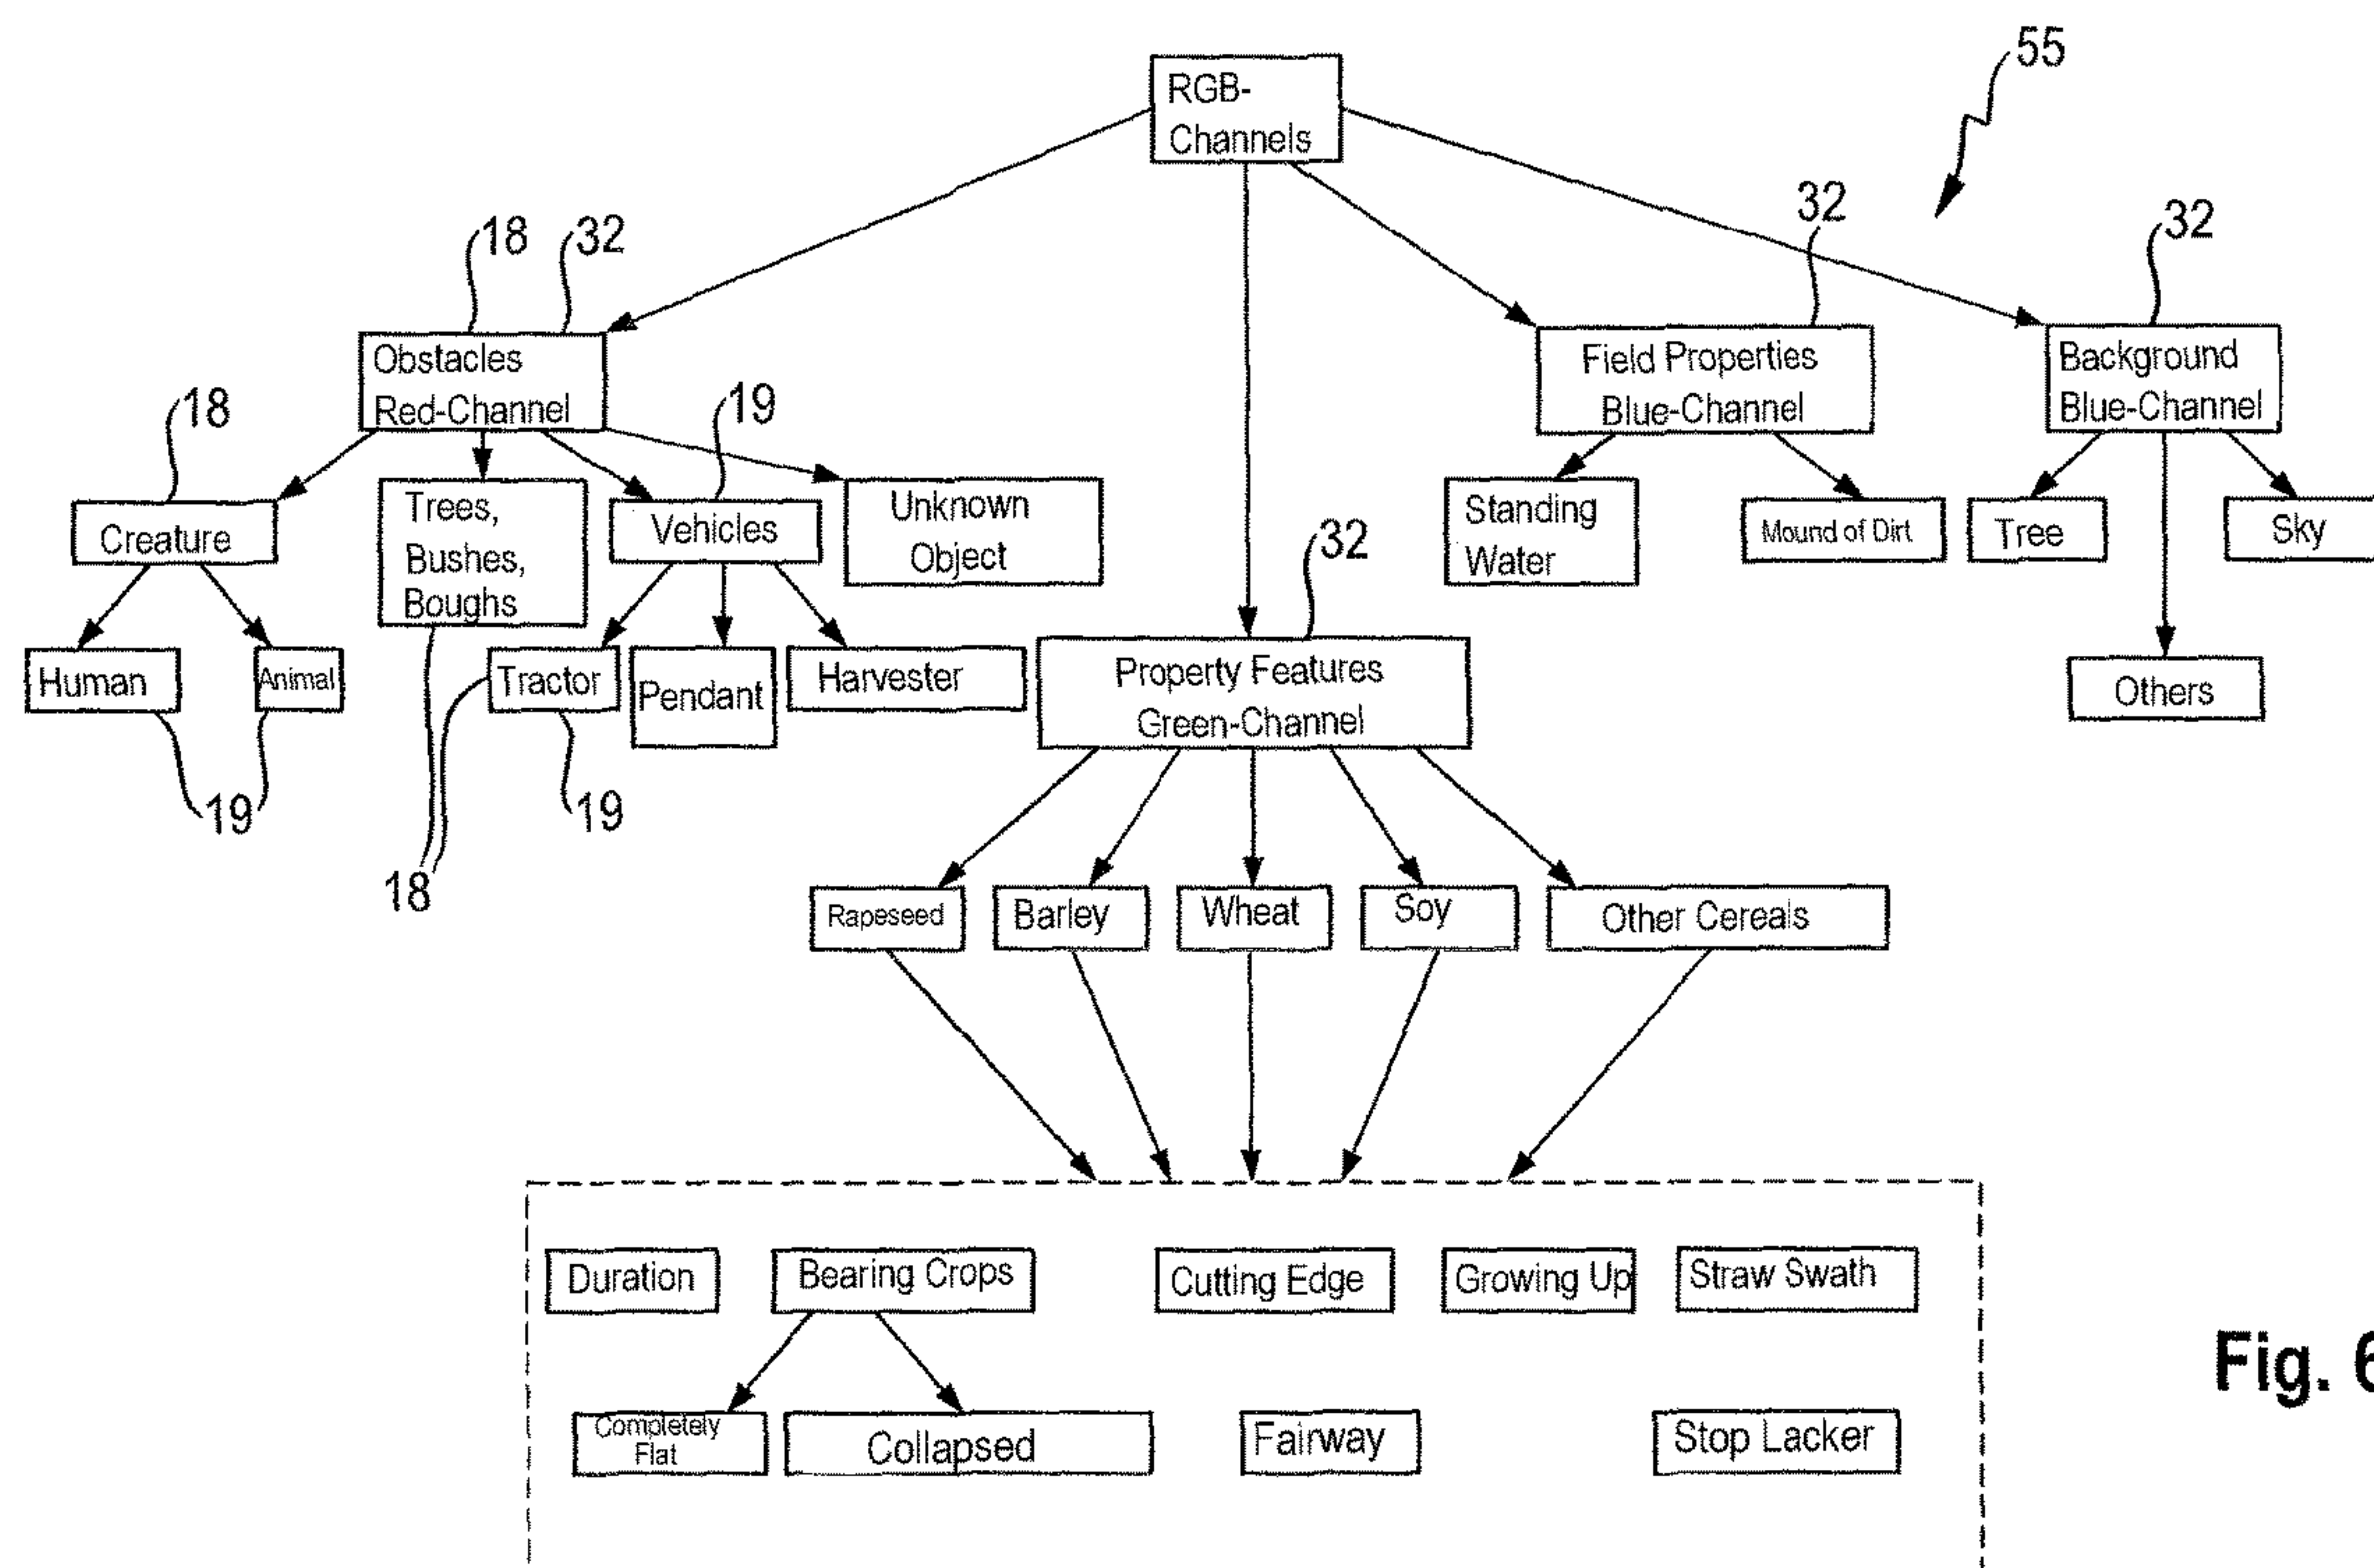 55
RGB-
Channels
18
32
32
32
Obstacles
Red-Channel
Field Properties
Blue-Channel
Background
Blue-Channel
18
19
Creature
Trees,
Bushes,
Boughs
Vehicles
Unknown
Object
32
Standing
Water
Mound of Dirt
Tree
Sky
Human
Animal
Tractor
Pendant
Harvester
Property Features
Green-Channel
Others
19
19
18
Rapeseed
Barley
Wheat
Soy
Other Cereals
Duration
Bearing Crops
Cutting Edge
Growing Up
Straw Swath
Completely
Flat
Collapsed
Fairway
Stop Lacker
Fig. 6